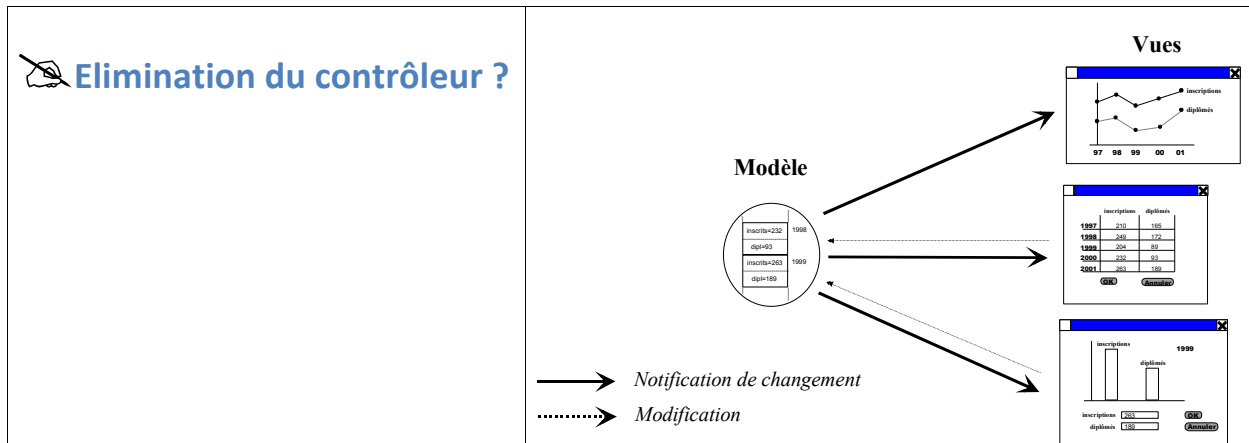 Elimination du contrôleur ?
Vues
inscriptions
diplômés
97 98 99 00 01
Modèle
inscrits=232 1998
dipl=93
inscrits=263 1999
dipl=189
inscriptions diplômés
1997 210 165
1998 249 172
1999 204 89
2000 232 93
2001 263 189
OK Annuler
inscriptions 1999
diplômés
inscriptions 263 OK
diplômés 189 Annuler
Notification de changement
Modification